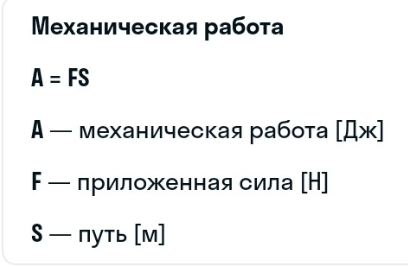 Механическая работа
A = FS
A — механическая работа [Дж]
F — приложенная сила [Н]
S — путь [м]